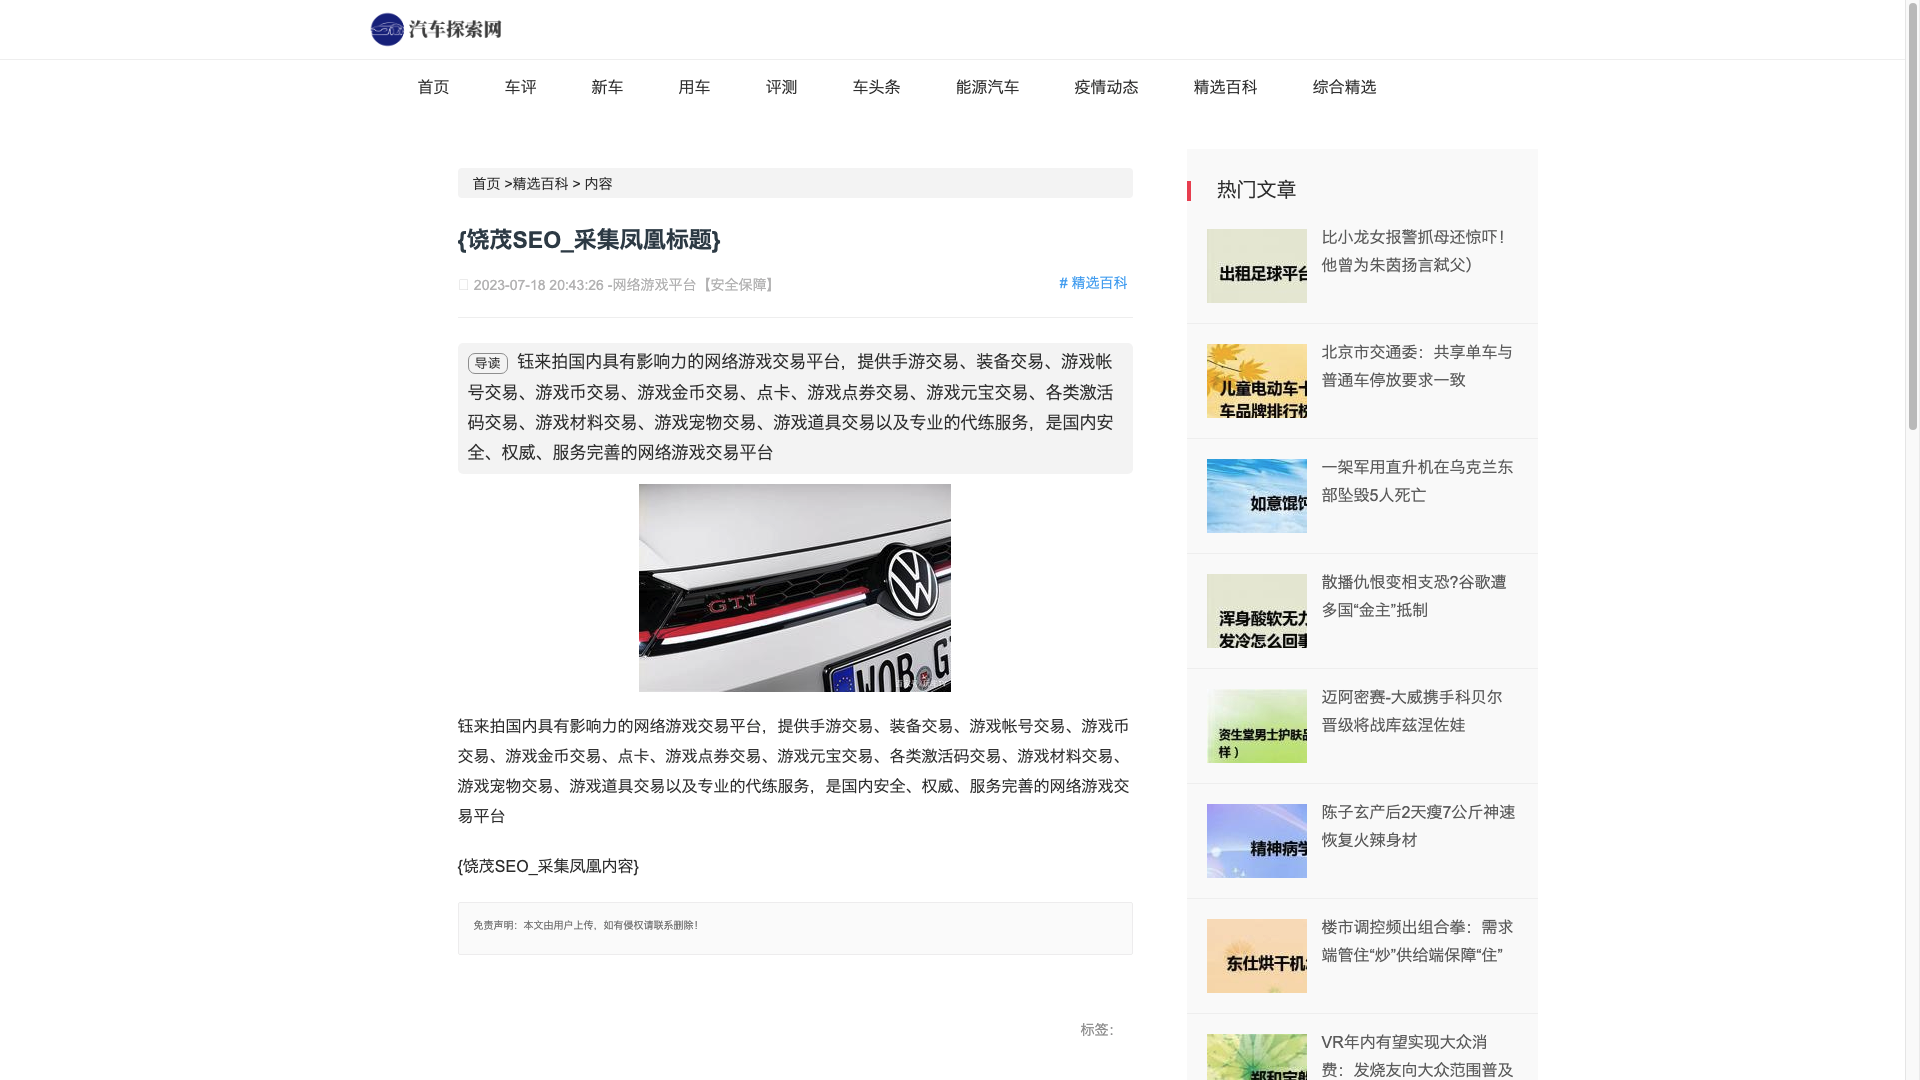 汽车探索网
首页 车评 新车 用车 评测 车头条 能源汽车 疫情动态 精选百科 综合精选
首页 >精选百科 > 内容
{饶茂SEO_采集凤凰标题}
2023-07-18 20:43:26 -网络游戏平台【安全保障】
# 精选百科
导读 钰来拍国内具有影响力的网络游戏交易平台，提供手游交易、装备交易、游戏帐
号交易、游戏币交易、游戏金币交易、点卡、游戏点券交易、游戏元宝交易、各类激活
码交易、游戏材料交易、游戏宠物交易、游戏道具交易以及专业的代练服务，是国内安
全、权威、服务完善的网络游戏交易平台
GTI
WOB G
钰来拍国内具有影响力的网络游戏交易平台，提供手游交易、装备交易、游戏帐号交易、游戏币
交易、游戏金币交易、点卡、游戏点券交易、游戏元宝交易、各类激活码交易、游戏材料交易、
游戏宠物交易、游戏道具交易以及专业的代练服务，是国内安全、权威、服务完善的网络游戏交
易平台
{饶茂SEO_采集凤凰内容}
免责声明：本文由用户上传，如有侵权请联系删除！
标签：
热门文章
出租足球平台
比小龙女报警抓母还惊吓！
他曾为朱茵扬言弑父）
儿童电动车十
车品牌排行榜
北京市交通委：共享单车与
普通车停放要求一致
如意馄饨
一架军用直升机在乌克兰东
部坠毁5人死亡
浑身酸软无力
发冷怎么回事
散播仇恨变相支恐?谷歌遭
多国“金主”抵制
资生堂男士护肤品
样）
迈阿密赛-大威携手科贝尔
晋级将战库兹涅佐娃
精神病学
陈子玄产后2天瘦7公斤神速
恢复火辣身材
东仕烘干机
楼市调控频出组合拳：需求
端管住“炒”供给端保障“住”
郑和宝船
VR年内有望实现大众消
费：发烧友向大众范围普及